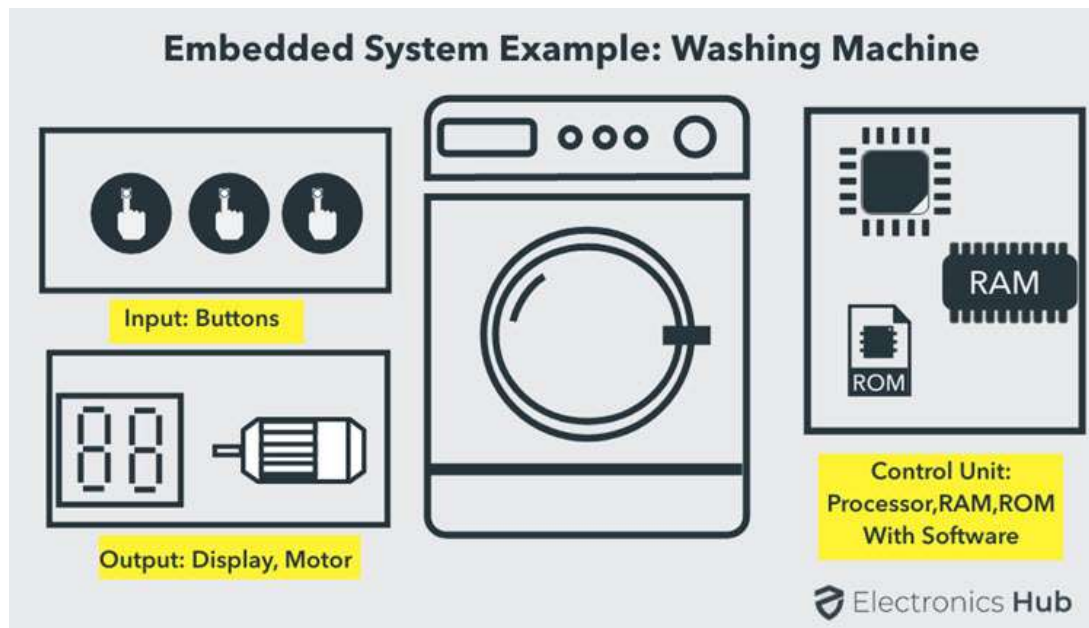 Embedded System Example: Washing Machine
Input: Buttons
Output: Display, Motor
RAM
ROM
Control Unit:
Processor,RAM,ROM
With Software
Electronics Hub